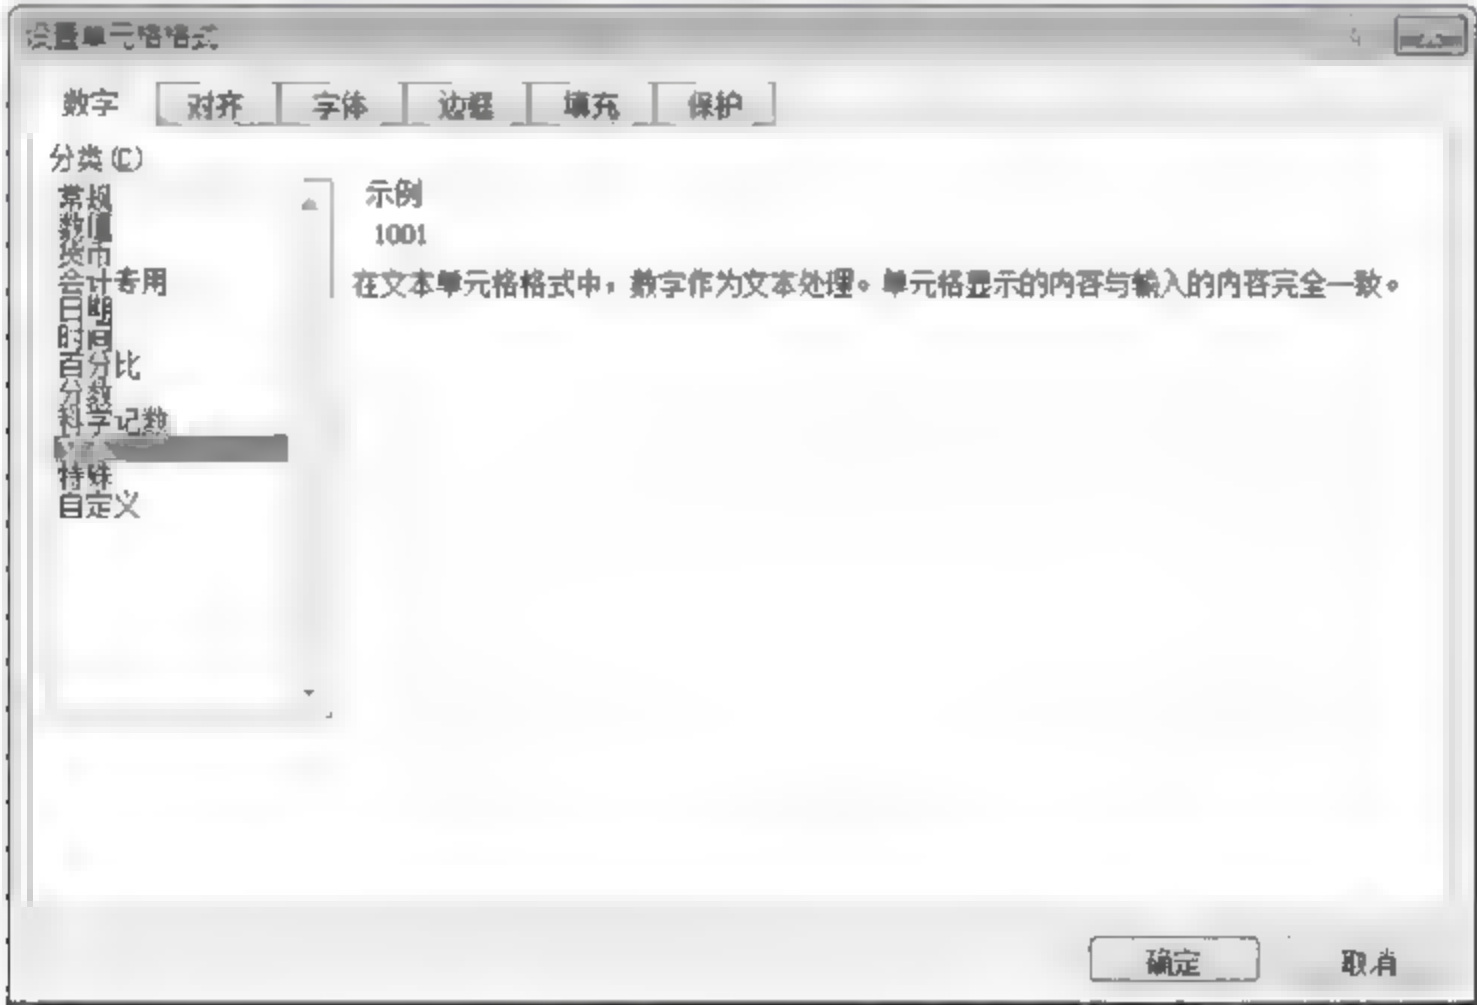 设置单元格格式
数字 对齐 字体 边框 填充 保护
分类(C)
常规
数值
货币
会计专用
日期
时间
百分比
分数
科学记数
特殊
自定义
示例
1001
在文本单元格格式中，数字作为文本处理。单元格显示的内容与输入的内容完全一致。
确定 取消